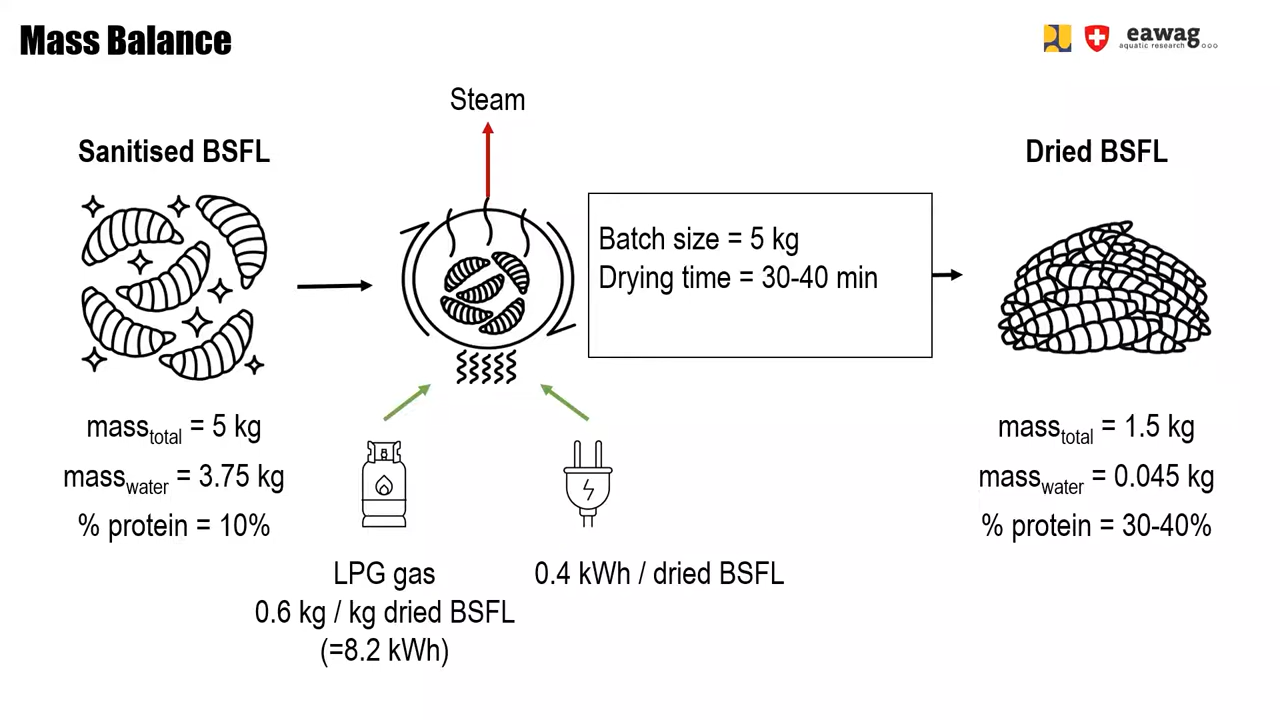 Mass Balance
eawag
aquatic research
Steam
Sanitised BSFL
Dried BSFL
Batch size = 5 kg
Drying time = 30-40 min
mass_total = 5 kg
mass_water = 3.75 kg
% protein = 10%
mass_total = 1.5 kg
mass_water = 0.045 kg
% protein = 30-40%
LPG gas
0.6 kg / kg dried BSFL
(=8.2 kWh)
0.4 kWh / dried BSFL